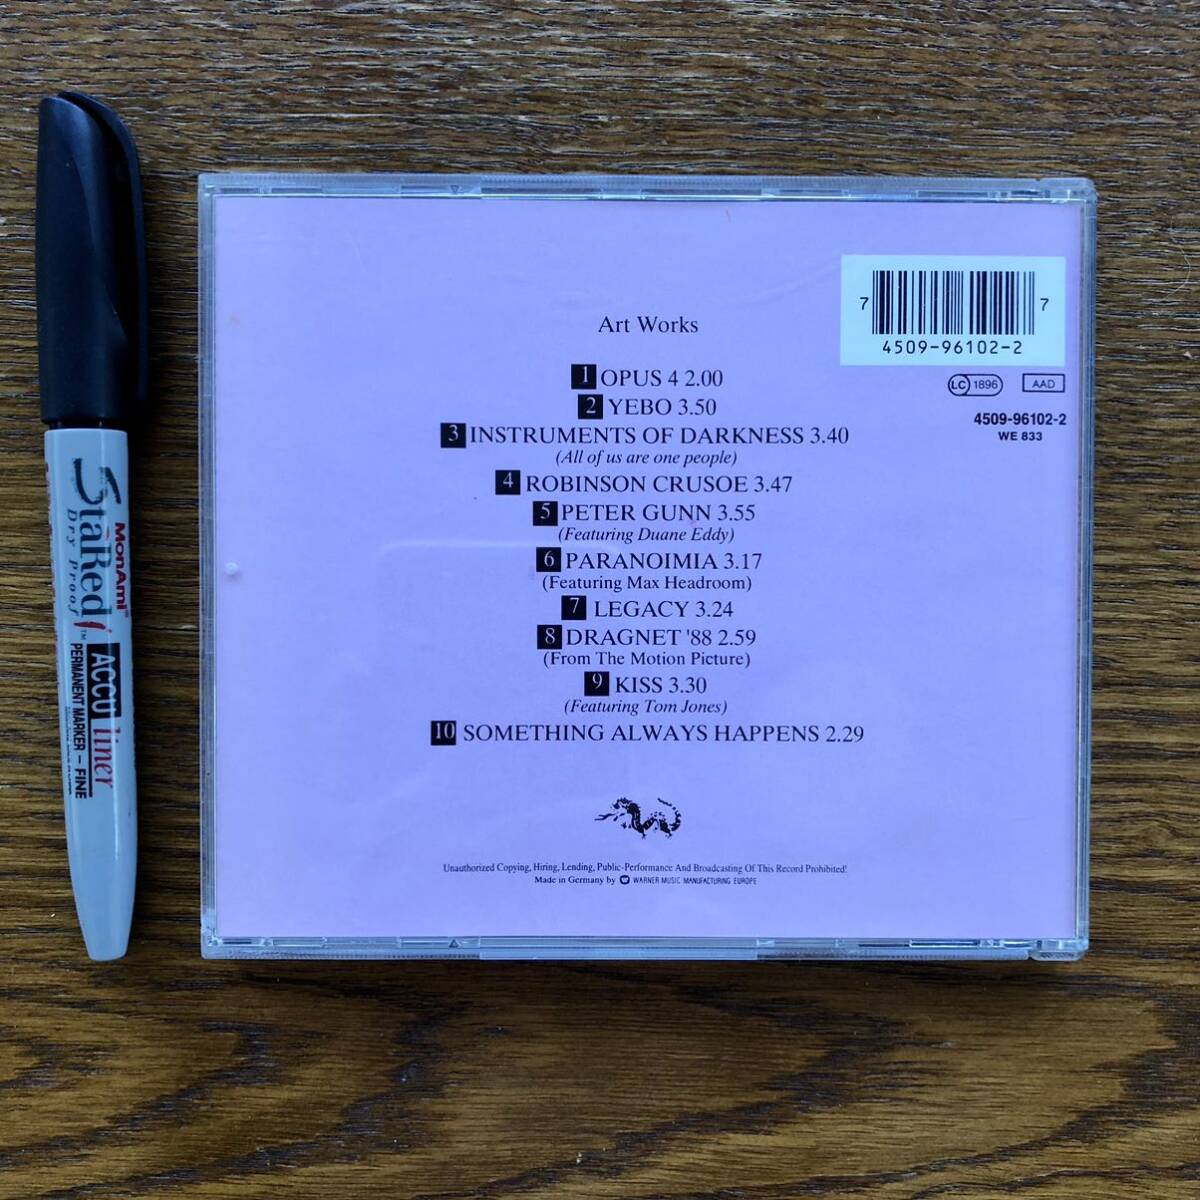 MonAmi®
StaRed™
Dry Proof
ACCU liner
PERMANENT MARKER – FINE
7 7
4509-96102-2
LC 1896 AAD
4509-96102-2
WE 833
Art Works
1 OPUS 4 2.00
2 YEBO 3.50
3 INSTRUMENTS OF DARKNESS 3.40
(All of us are one people)
4 ROBINSON CRUSOE 3.47
5 PETER GUNN 3.55
(Featuring Duane Eddy)
6 PARANOIMIA 3.17
(Featuring Max Headroom)
7 LEGACY 3.24
8 DRAGNET '88 2.59
(From The Motion Picture)
9 KISS 3.30
(Featuring Tom Jones)
10 SOMETHING ALWAYS HAPPENS 2.29
Unauthorized Copying, Hiring, Lending, Public-Performance And Broadcasting Of This Record Prohibited!
Made in Germany by WARNER MUSIC MANUFACTURING EUROPE